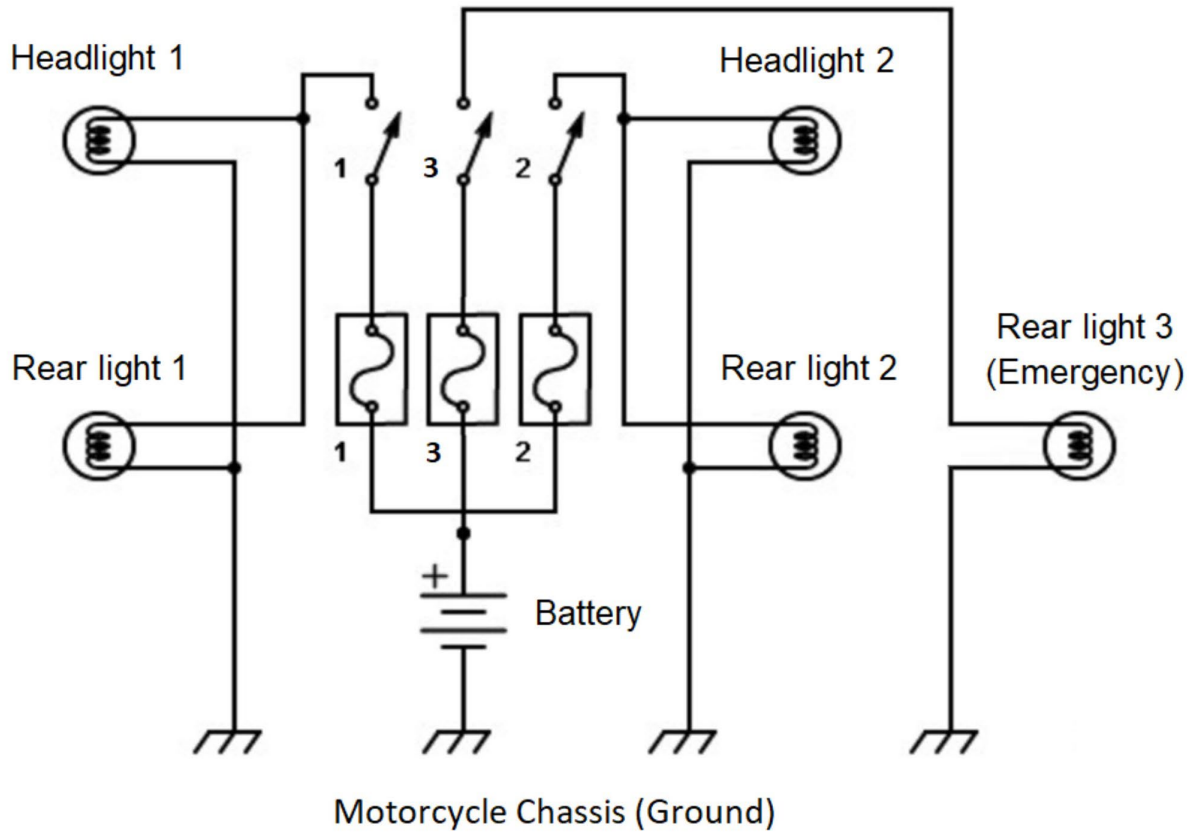 Headlight 1
Headlight 2
1
3
2
Rear light 1
Rear light 2
Rear light 3
(Emergency)
1
3
2
+
Battery
Motorcycle Chassis (Ground)